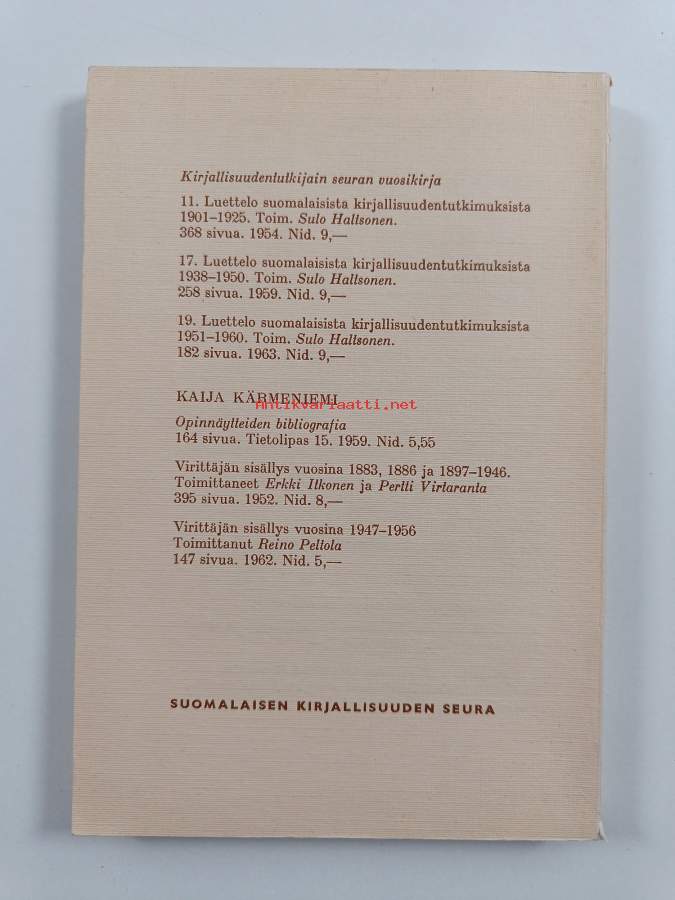 Kirjallisuudentutkijain seuran vuosikirja
11. Luettelo suomalaisista kirjallisuudentutkimuksista
1901–1925. Toim. Sulo Haltsonen.
368 sivua. 1954. Nid. 9,—
17. Luettelo suomalaisista kirjallisuudentutkimuksista
1938–1950. Toim. Sulo Haltsonen.
258 sivua. 1959. Nid. 9,—
19. Luettelo suomalaisista kirjallisuudentutkimuksista
1951–1960. Toim. Sulo Haltsonen.
182 sivua. 1963. Nid. 9,—
KAIJA KÄRMENIEMI
antikvariaatti.net
Opinnäytteiden bibliografia
164 sivua. Tietolipas 15. 1959. Nid. 5,55
Virittäjän sisällys vuosina 1883, 1886 ja 1897–1946.
Toimittaneet Erkki Itkonen ja Pertti Virtaranta
395 sivua. 1952. Nid. 8,—
Virittäjän sisällys vuosina 1947–1956
Toimittanut Reino Peltola
147 sivua. 1962. Nid. 5,—
SUOMALAISEN KIRJALLISUUDEN SEURA